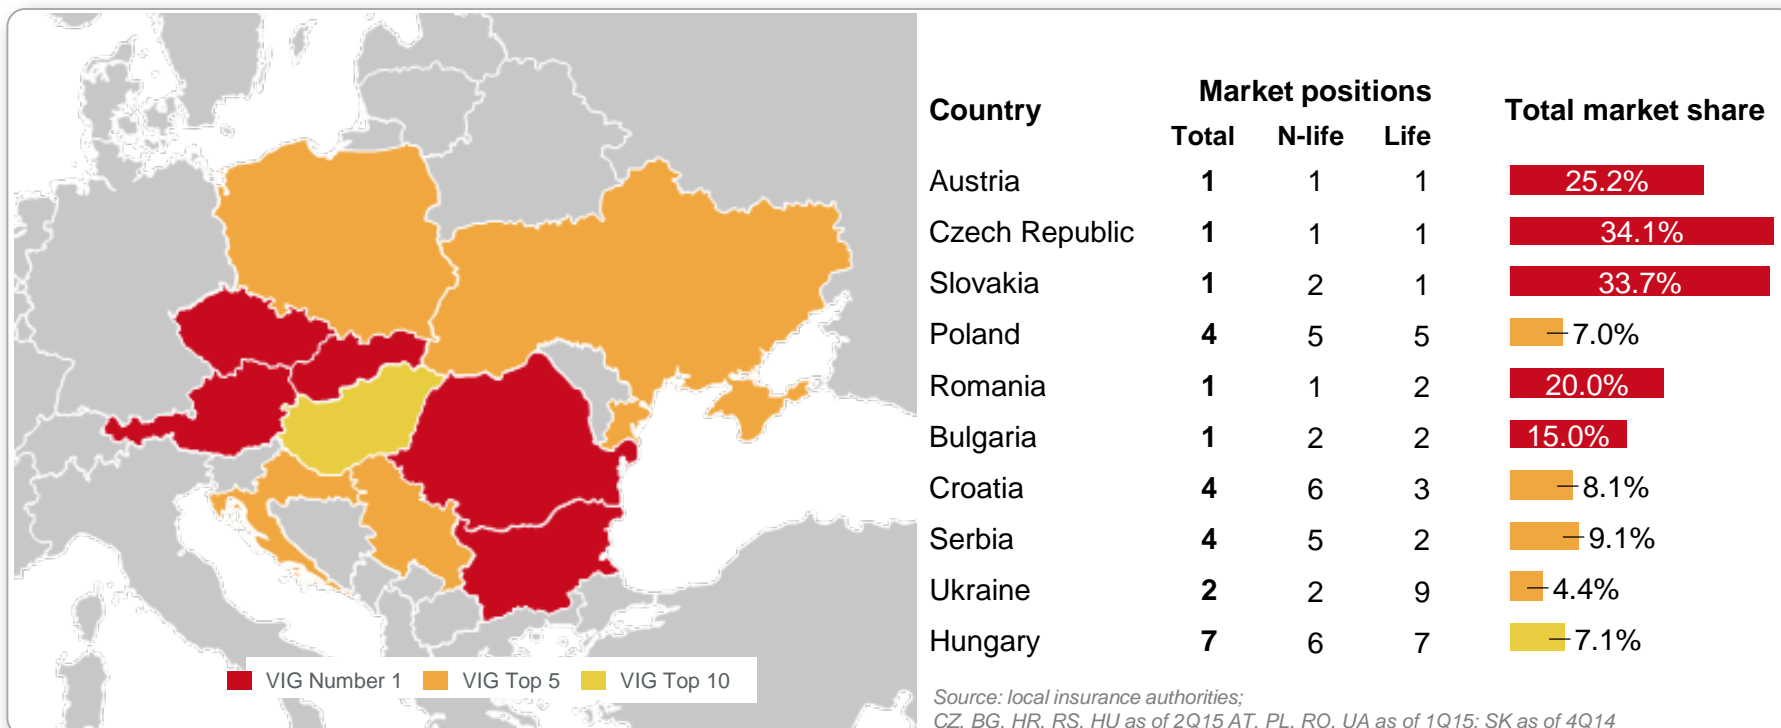 Country Market positions Total market share
Total N-life Life
Austria 1 1 1 25.2%
Czech Republic 1 1 1 34.1%
Slovakia 1 2 1 33.7%
Poland 4 5 5 7.0%
Romania 1 1 2 20.0%
Bulgaria 1 2 2 15.0%
Croatia 4 6 3 8.1%
Serbia 4 5 2 9.1%
Ukraine 2 2 9 4.4%
Hungary 7 6 7 7.1%
VIG Number 1 VIG Top 5 VIG Top 10
Source: local insurance authorities;
CZ, BG, HR, RS, HU as of 2Q15 AT, PL, RO, UA as of 1Q15; SK as of 4Q14